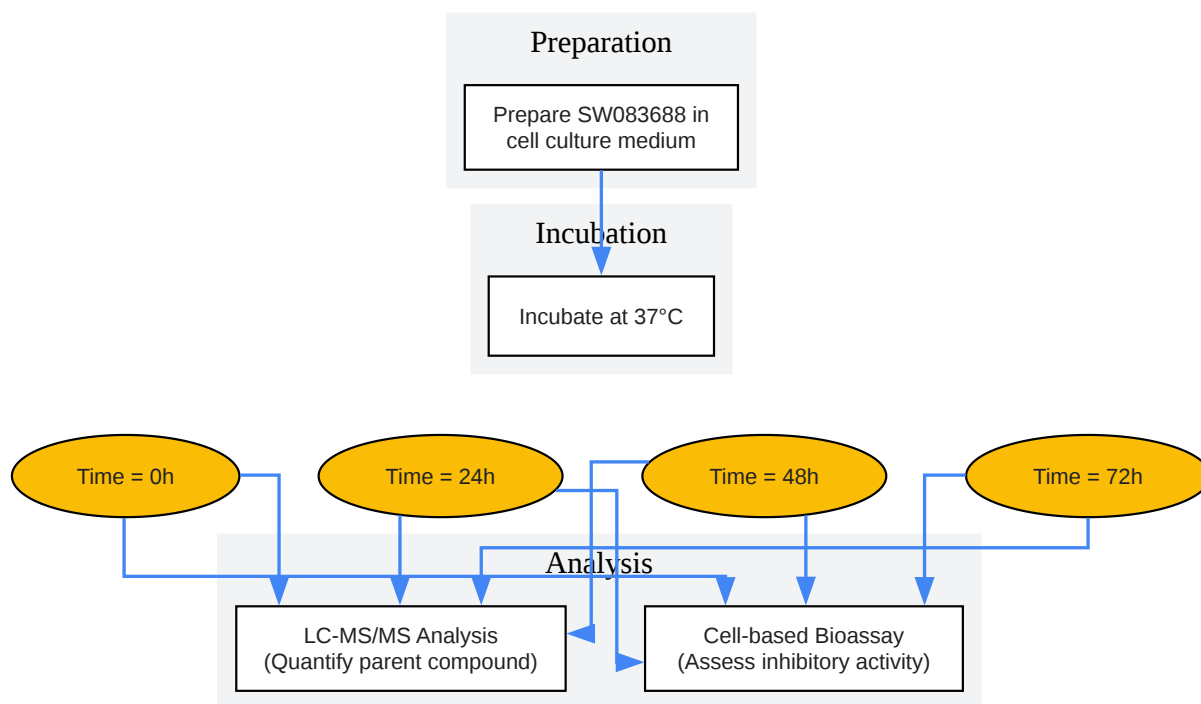 Preparation
Prepare SW083688 in
cell culture medium
Incubation
Incubate at 37°C
Time = 0h
Time = 24h
Time = 48h
Time = 72h
Analysis
LC-MS/MS Analysis
(Quantify parent compound)
Cell-based Bioassay
(Assess inhibitory activity)